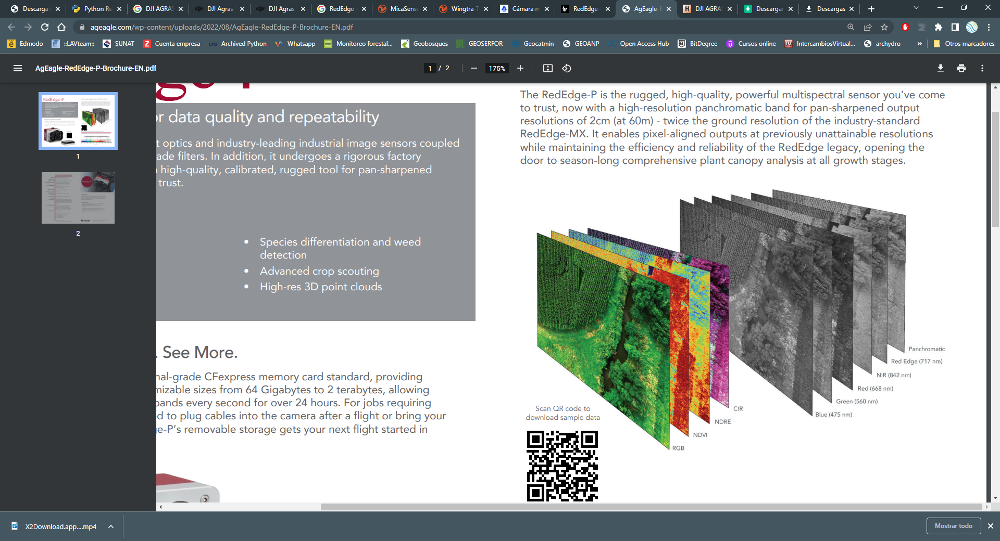 Descarga
Python Re
DJI AGRAS
DJI Agras
DJI Agras
RedEdge-
MicaSens
Wingtra-
Cámara m
RedEdge-
AgEagle-
DJI AGRA
Descargar
Descargas
ageagle.com/wp-content/uploads/2022/08/AgEagle-RedEdge-P-Brochure-EN.pdf
Edmodo
::LAVteam::
SUNAT
Cuenta empresa
Archived Python
Whatsapp
Monitoreo forestal...
Geobosques
GEOSERFOR
Geocatmin
GEOANP
Open Access Hub
BitDegree
Cursos online
IntercambiosVirtual...
archydro
»
Otros marcadores
AgEagle-RedEdge-P-Brochure-EN.pdf
1 / 2
175%
RedEdge-P
1
2
or data quality and repeatability
t optics and industry-leading industrial image sensors coupled
ade filters. In addition, it undergoes a rigorous factory
high-quality, calibrated, rugged tool for pan-sharpened
trust.
• Species differentiation and weed
detection
• Advanced crop scouting
• High-res 3D point clouds
. See More.
nal-grade CFexpress memory card standard, providing
mizable sizes from 64 Gigabytes to 2 terabytes, allowing
bands every second for over 24 hours. For jobs requiring
d to plug cables into the camera after a flight or bring your
ge-P's removable storage gets your next flight started in
The RedEdge-P is the rugged, high-quality, powerful multispectral sensor you've come
to trust, now with a high-resolution panchromatic band for pan-sharpened output
resolutions of 2cm (at 60m) - twice the ground resolution of the industry-standard
RedEdge-MX. It enables pixel-aligned outputs at previously unattainable resolutions
while maintaining the efficiency and reliability of the RedEdge legacy, opening the
door to season-long comprehensive plant canopy analysis at all growth stages.
Panchromatic
Red Edge (717 nm)
NIR (842 nm)
Red (668 nm)
Green (560 nm)
Blue (475 nm)
CIR
NDRE
NDVI
RGB
Scan QR code to
download sample data
X2Download.app....mp4
Mostrar todo